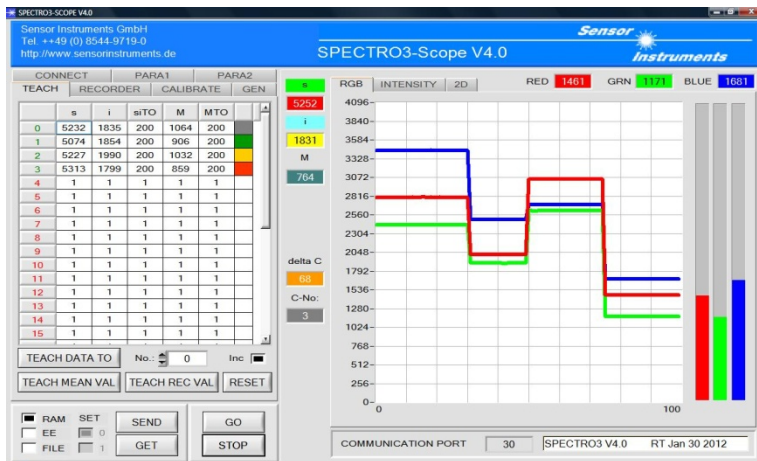 SPECTRO3-SCOPE V4.0
Sensor Instruments GmbH
Tel. ++49 (0) 8544-9719-0
http://www.sensorinstruments.de
SPECTRO3-Scope V4.0
Sensor Instruments
CONNECT PARA1 PARA2
TEACH RECORDER CALIBRATE GEN
s i siTO M MTO
0 5232 1835 200 1064 200
1 5074 1854 200 906 200
2 5227 1990 200 1032 200
3 5313 1799 200 859 200
4 1 1 1 1 1
5 1 1 1 1 1
6 1 1 1 1 1
7 1 1 1 1 1
8 1 1 1 1 1
9 1 1 1 1 1
10 1 1 1 1 1
11 1 1 1 1 1
12 1 1 1 1 1
13 1 1 1 1 1
14 1 1 1 1 1
15 1 1 1 1 1
TEACH DATA TO No.: 0 Inc
TEACH MEAN VAL TEACH REC VAL RESET
RAM SET SEND GO
EE 0
FILE 1 GET STOP
s
5252
i
1831
M
764
delta C
68
C-No:
3
RGB INTENSITY 2D RED 1461 GRN 1171 BLUE 1681
4096
3840
3584
3328
3072
2816
2560
2304
2048
1792
1536
1280
1024
768
512
256
0
0 100
COMMUNICATION PORT 30 SPECTRO3 V4.0 RT Jan 30 2012